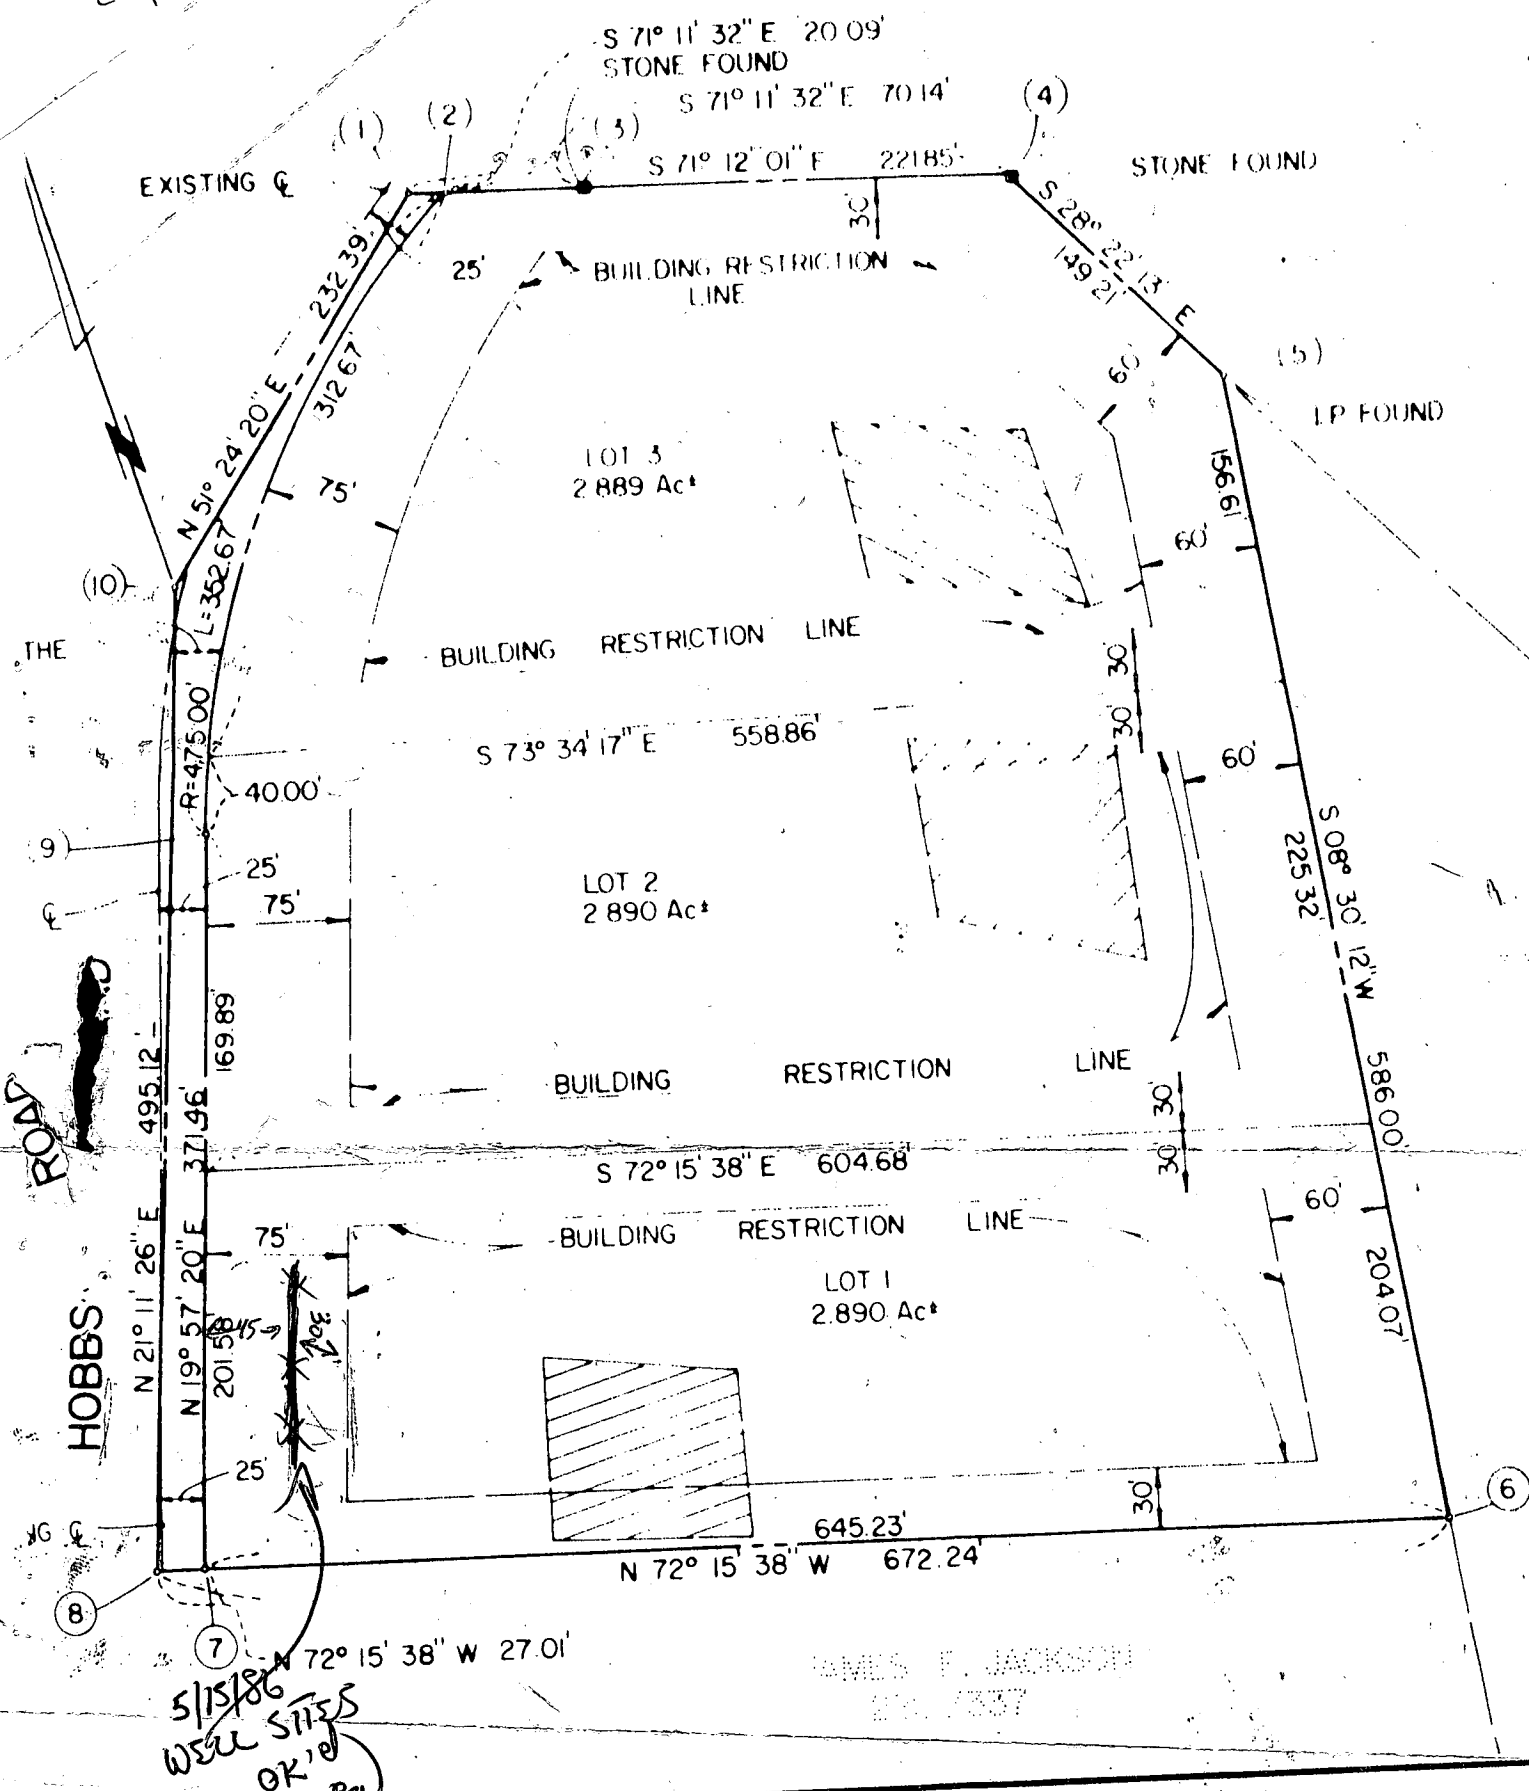 S 71° 11' 32" E 20.09'
STONE FOUND
S 71° 11' 32" E 70.14'
(1)
(2)
(3)
(4)
S 71° 12' 01" E 221.85'
STONE FOUND
EXISTING ℄
30'
S 28° 22' 13" E
149.21'
232.39'
25'
BUILDING RESTRICTION
LINE
60'
(5)
I.P. FOUND
N 51° 24' 20" E
312.67'
75'
LOT 3
2.889 Ac±
156.61'
60'
(10)
L=352.67'
THE
BUILDING RESTRICTION LINE
30'
30'
R=475.00'
S 73° 34' 17" E 558.86'
60'
40.00'
(9)
25'
℄
75'
LOT 2
2.890 Ac±
S 08° 30' 12" W
225.32'
169.89'
495.12'
371.46'
ROAD
BUILDING RESTRICTION LINE
30'
30'
586.00'
S 72° 15' 38" E 604.68'
60'
75'
BUILDING RESTRICTION LINE
LOT 1
2.890 Ac±
204.07'
HOBBS
N 21° 11' 26" E
N 19° 57' 20" E
30'
25'
30'
6
645.23'
N 72° 15' 38" W 672.24'
8
7
N 72° 15' 38" W 27.01'
JAMES F. JACKSON
5/15/86
WELL SITES
OK'd